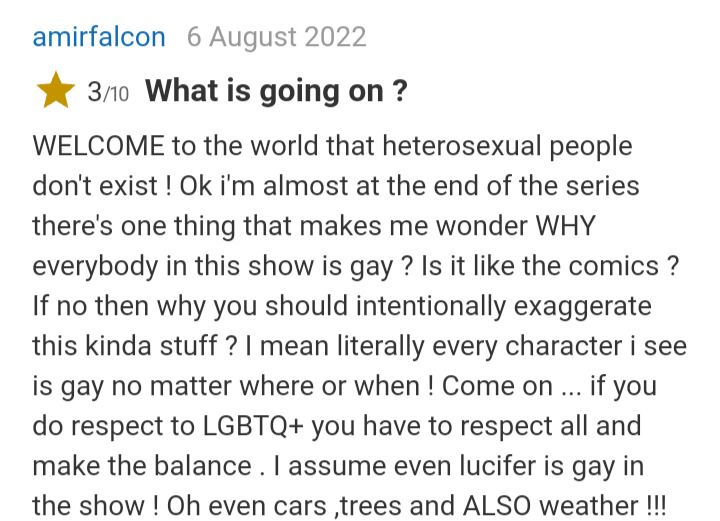 amirfalcon 6 August 2022
3/10 What is going on ?
WELCOME to the world that heterosexual people
don't exist ! Ok i'm almost at the end of the series
there's one thing that makes me wonder WHY
everybody in this show is gay ? Is it like the comics ?
If no then why you should intentionally exaggerate
this kinda stuff ? I mean literally every character i see
is gay no matter where or when ! Come on ... if you
do respect to LGBTQ+ you have to respect all and
make the balance . I assume even lucifer is gay in
the show ! Oh even cars ,trees and ALSO weather !!!